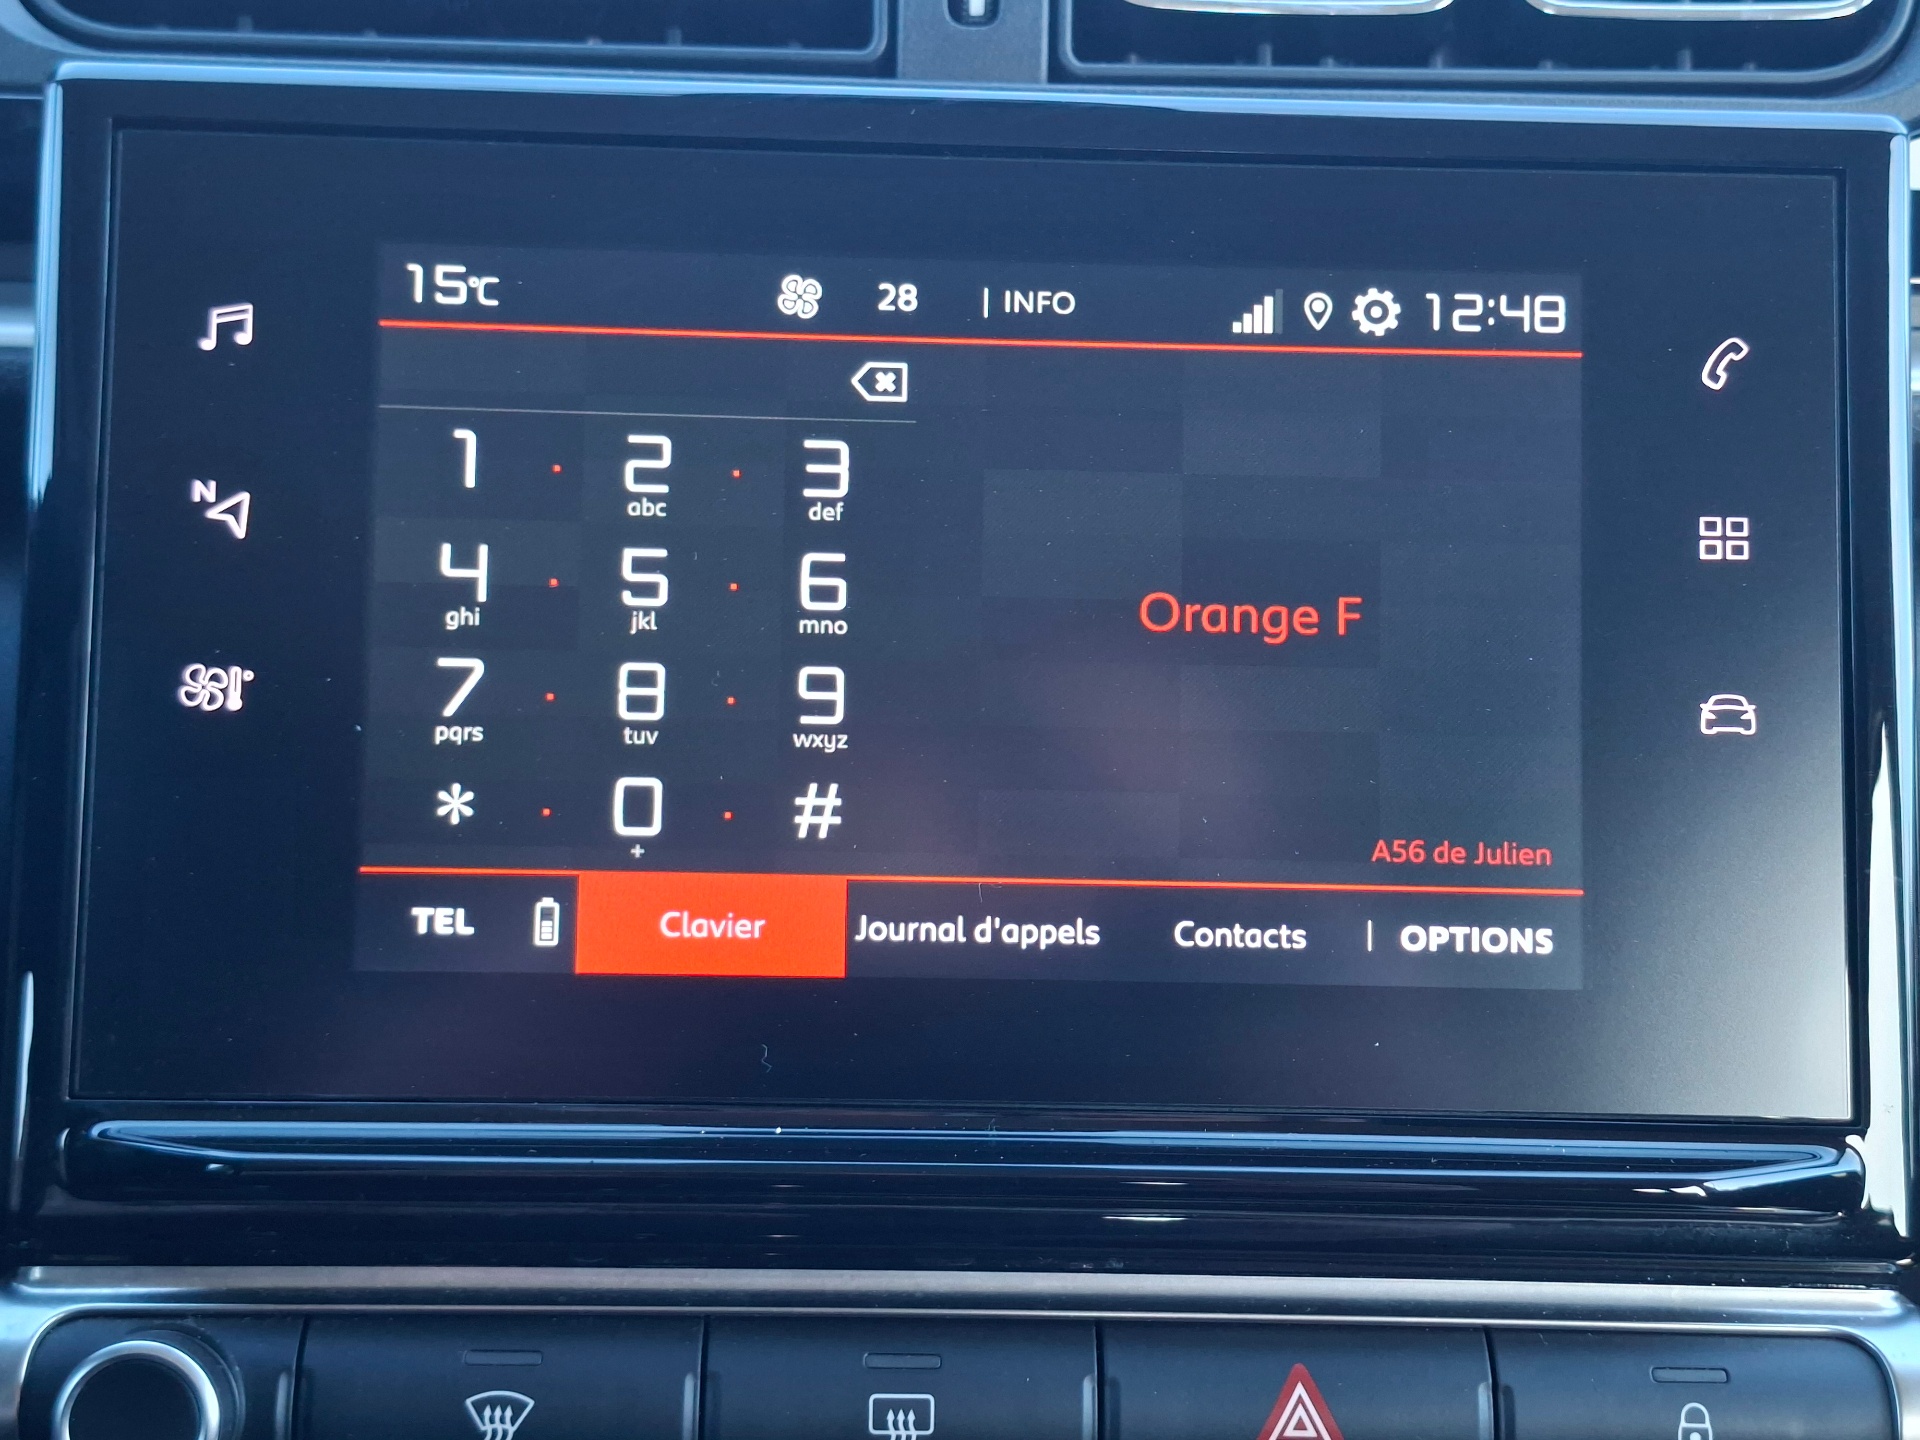 15°C 28 | INFO 12:48
1 2 3
abc def
4 5 6
ghi jkl mno
7 8 9
pqrs tuv wxyz
* 0 #
+
N
Orange F
A56 de Julien
TEL Clavier Journal d'appels Contacts | OPTIONS